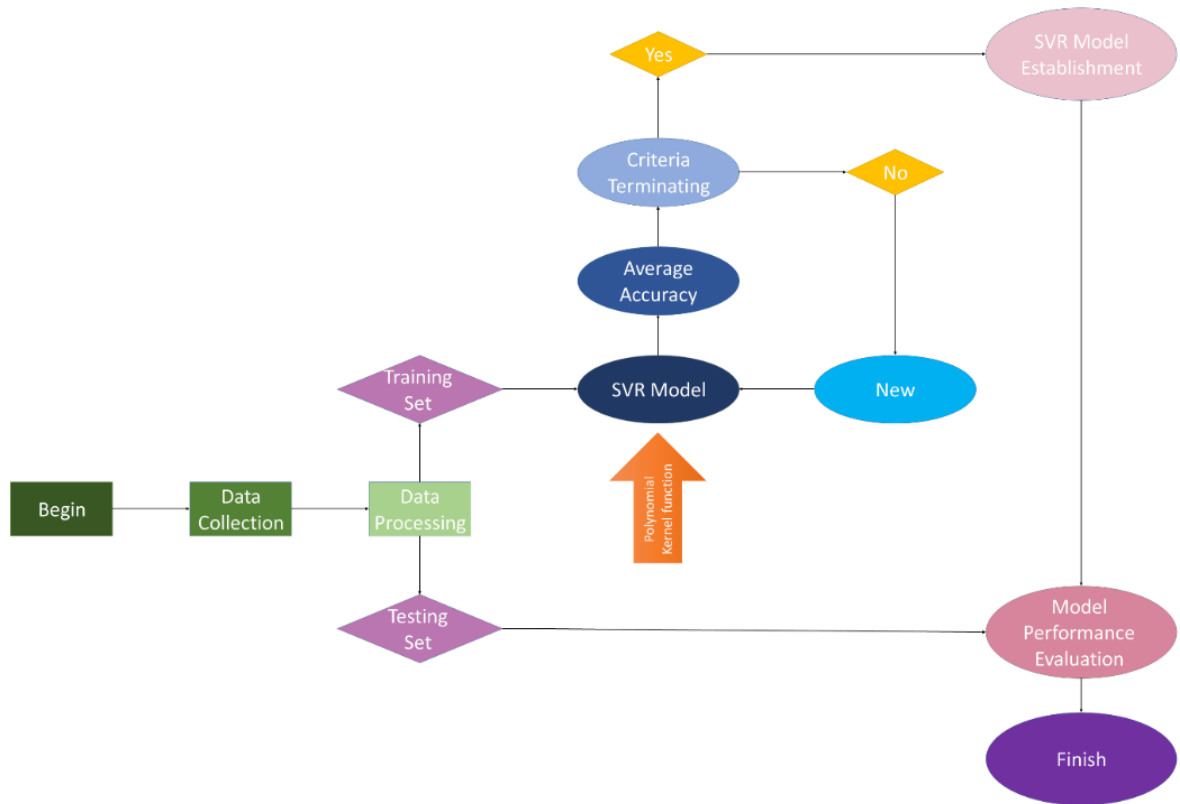 Yes
SVR Model
Establishment
Criteria
Terminating
No
Average
Accuracy
Training
Set
SVR Model
New
Polynomial
Kernel function
Begin
Data
Collection
Data
Processing
Testing
Set
Model
Performance
Evaluation
Finish